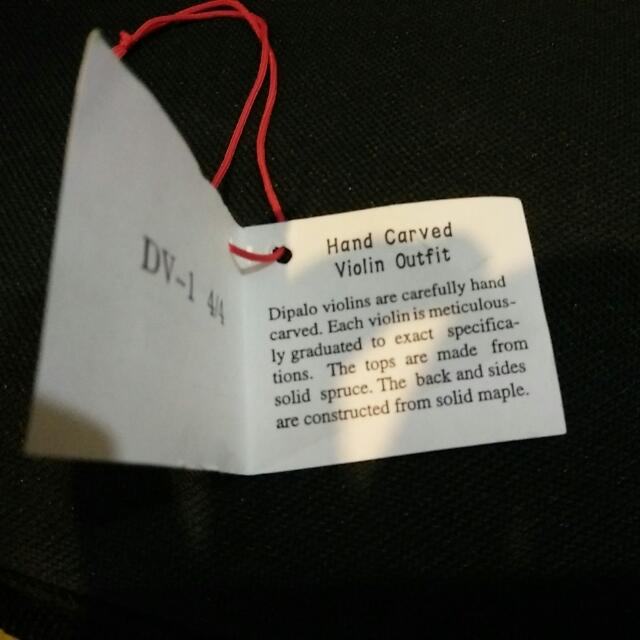 DV-1 4/4
Hand Carved
Violin Outfit
Dipalo violins are carefully hand
carved. Each violin is meticulous-
ly graduated to exact specifica-
tions. The tops are made from
solid spruce. The back and sides
are constructed from solid maple.